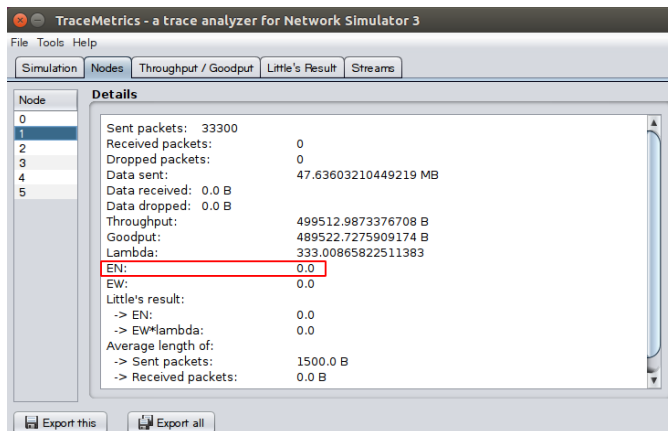 TraceMetrics - a trace analyzer for Network Simulator 3
File Tools Help
Simulation Nodes Throughput / Goodput Little's Result Streams
Node
0
1
2
3
4
5
Details
Sent packets: 33300
Received packets: 0
Dropped packets: 0
Data sent: 47.63603210449219 MB
Data received: 0.0 B
Data dropped: 0.0 B
Throughput: 499512.9873376708 B
Goodput: 489522.7275909174 B
Lambda: 333.00865822511383
EN: 0.0
EW: 0.0
Little's result:
-> EN: 0.0
-> EW*lambda: 0.0
Average length of:
-> Sent packets: 1500.0 B
-> Received packets: 0.0 B
Export this Export all